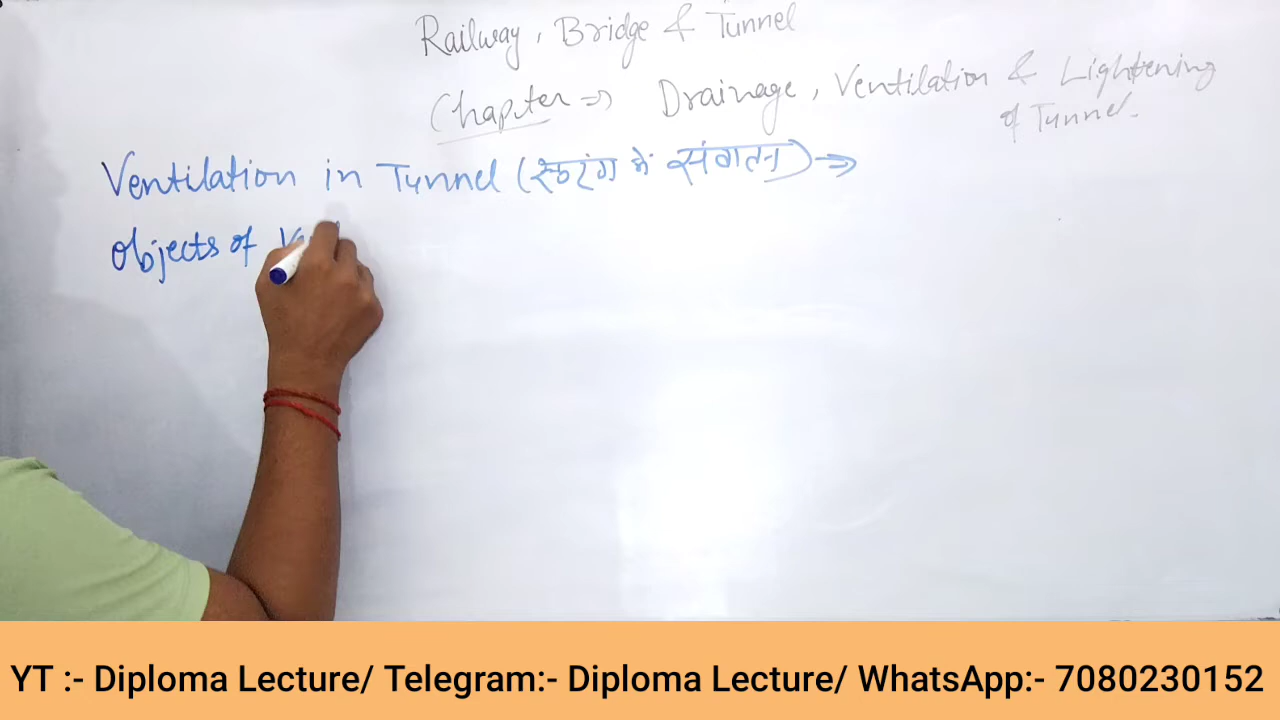 Railway, Bridge & Tunnel
Chapter => Drainage, Ventilation & Lightening
of Tunnel.
Ventilation in Tunnel (सुरंग में संवातन) →
Objects of
YT :- Diploma Lecture/ Telegram:- Diploma Lecture/ WhatsApp:- 7080230152